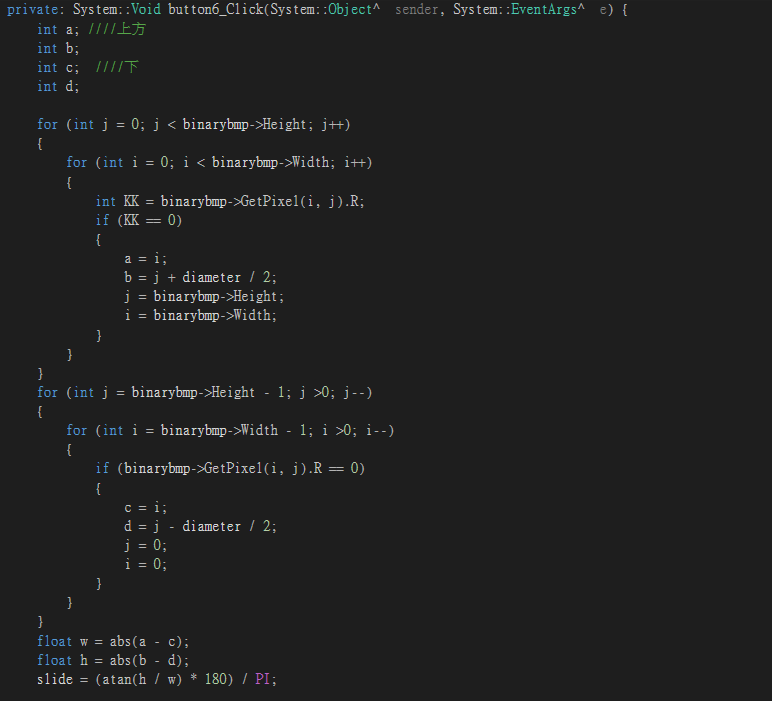 private: System::Void button6_Click(System::Object^  sender, System::EventArgs^  e) {
    int a; ////上方
    int b;
    int c;  ////下
    int d;

    for (int j = 0; j < binarybmp->Height; j++)
    {
        for (int i = 0; i < binarybmp->Width; i++)
        {
            int KK = binarybmp->GetPixel(i, j).R;
            if (KK == 0)
            {
                a = i;
                b = j + diameter / 2;
                j = binarybmp->Height;
                i = binarybmp->Width;
            }
        }
    }
    for (int j = binarybmp->Height - 1; j >0; j--)
    {
        for (int i = binarybmp->Width - 1; i >0; i--)
        {
            if (binarybmp->GetPixel(i, j).R == 0)
            {
                c = i;
                d = j - diameter / 2;
                j = 0;
                i = 0;
            }
        }
    }
    float w = abs(a - c);
    float h = abs(b - d);
    slide = (atan(h / w) * 180) / PI;